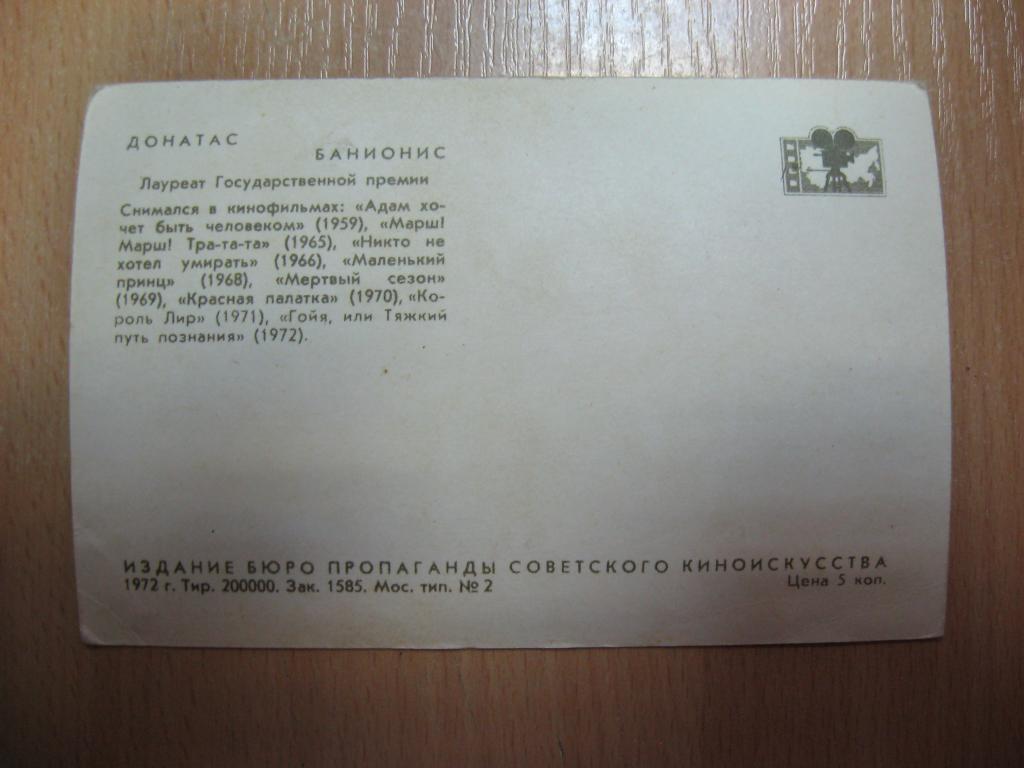 ДОНАТАС
БАНИОНИС
Лауреат Государственной премии
Снимался в кинофильмах: «Адам хо-
чет быть человеком» (1959), «Марш!
Марш! Тра-та-та» (1965), «Никто не
хотел умирать» (1966), «Маленький
принц» (1968), «Мертвый сезон»
(1969), «Красная палатка» (1970), «Ко-
роль Лир» (1971), «Гойя, или Тяжкий
путь познания» (1972).
ИЗДАНИЕ БЮРО ПРОПАГАНДЫ СОВЕТСКОГО КИНОИСКУССТВА
1972 г. Тир. 200000. Зак. 1585. Мос. тип. № 2 Цена 5 коп.